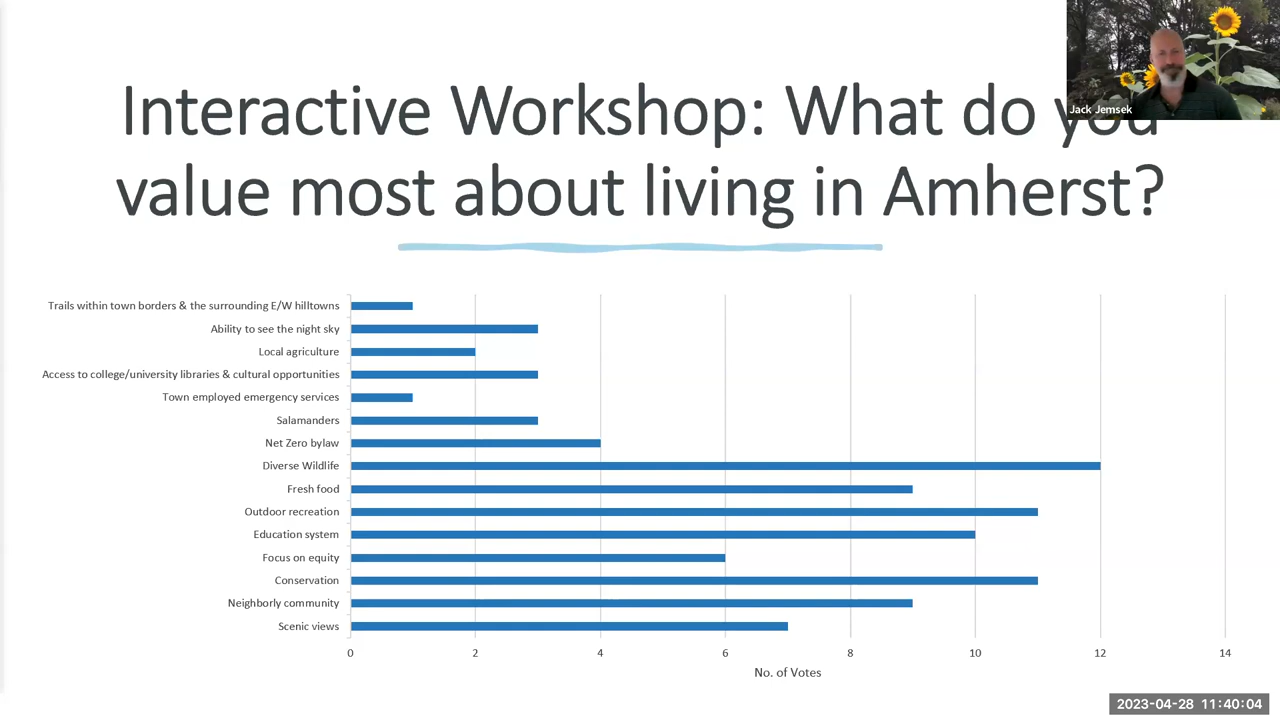 Interactive Workshop: What do you
value most about living in Amherst?
Jack Jemsek
Trails within town borders & the surrounding E/W hilltowns
Ability to see the night sky
Local agriculture
Access to college/university libraries & cultural opportunities
Town employed emergency services
Salamanders
Net Zero bylaw
Diverse Wildlife
Fresh food
Outdoor recreation
Education system
Focus on equity
Conservation
Neighborly community
Scenic views
0 2 4 6 8 10 12 14
No. of Votes
2023-04-28 11:40:04